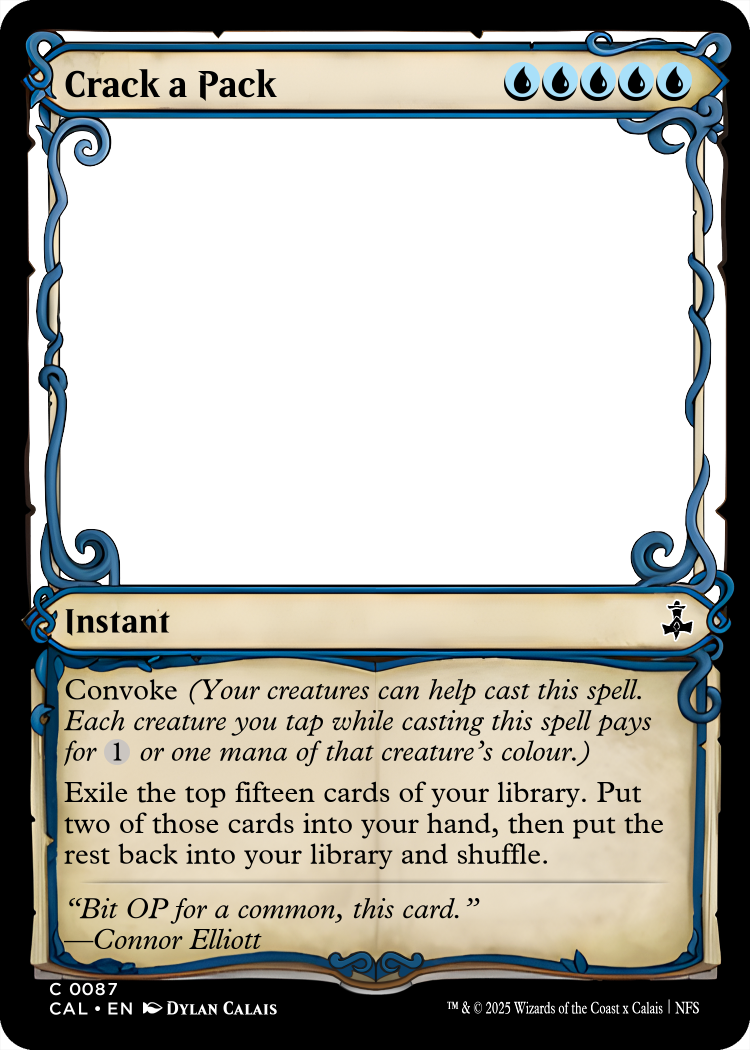 Crack a Pack
Instant
Convoke (Your creatures can help cast this spell.
Each creature you tap while casting this spell pays
for 1 or one mana of that creature's colour.)
Exile the top fifteen cards of your library. Put
two of those cards into your hand, then put the
rest back into your library and shuffle.
“Bit OP for a common, this card.”
—Connor Elliott
C 0087
CAL • EN Dylan Calais
™ & © 2025 Wizards of the Coast x Calais | NFS